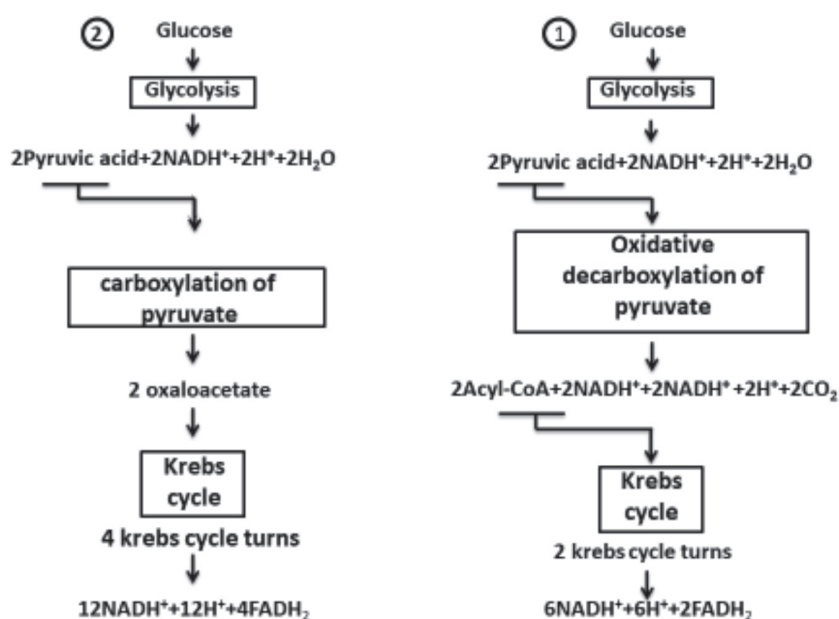 ② Glucose
Glycolysis
2Pyruvic acid+2NADH⁺+2H⁺+2H₂O
carboxylation of
pyruvate
2 oxaloacetate
Krebs
cycle
4 krebs cycle turns
12NADH⁺+12H⁺+4FADH₂
① Glucose
Glycolysis
2Pyruvic acid+2NADH⁺+2H⁺+2H₂O
Oxidative
decarboxylation of
pyruvate
2Acyl-CoA+2NADH⁺+2NADH⁺ +2H⁺+2CO₂
Krebs
cycle
2 krebs cycle turns
6NADH⁺+6H⁺+2FADH₂